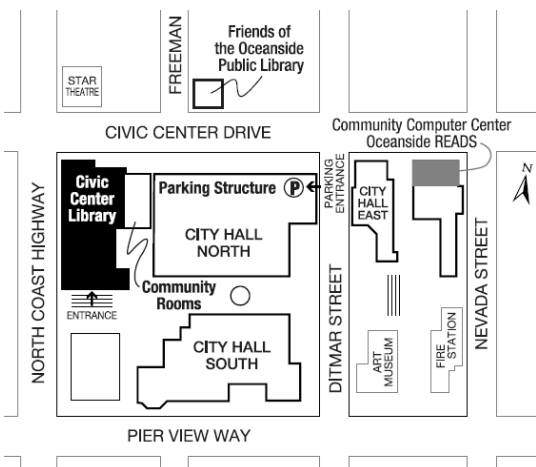 FREEMAN
Friends of
the Oceanside
Public Library
STAR
THEATRE
CIVIC CENTER DRIVE
Community Computer Center
Oceanside READS
NORTH COAST HIGHWAY
Civic
Center
Library
Parking Structure P
PARKING
ENTRANCE
CITY HALL
NORTH
CITY
HALL
EAST
N
Community
Rooms
ENTRANCE
CITY HALL
SOUTH
DITMAR STREET
ART
MUSEUM
FIRE
STATION
NEVADA STREET
PIER VIEW WAY